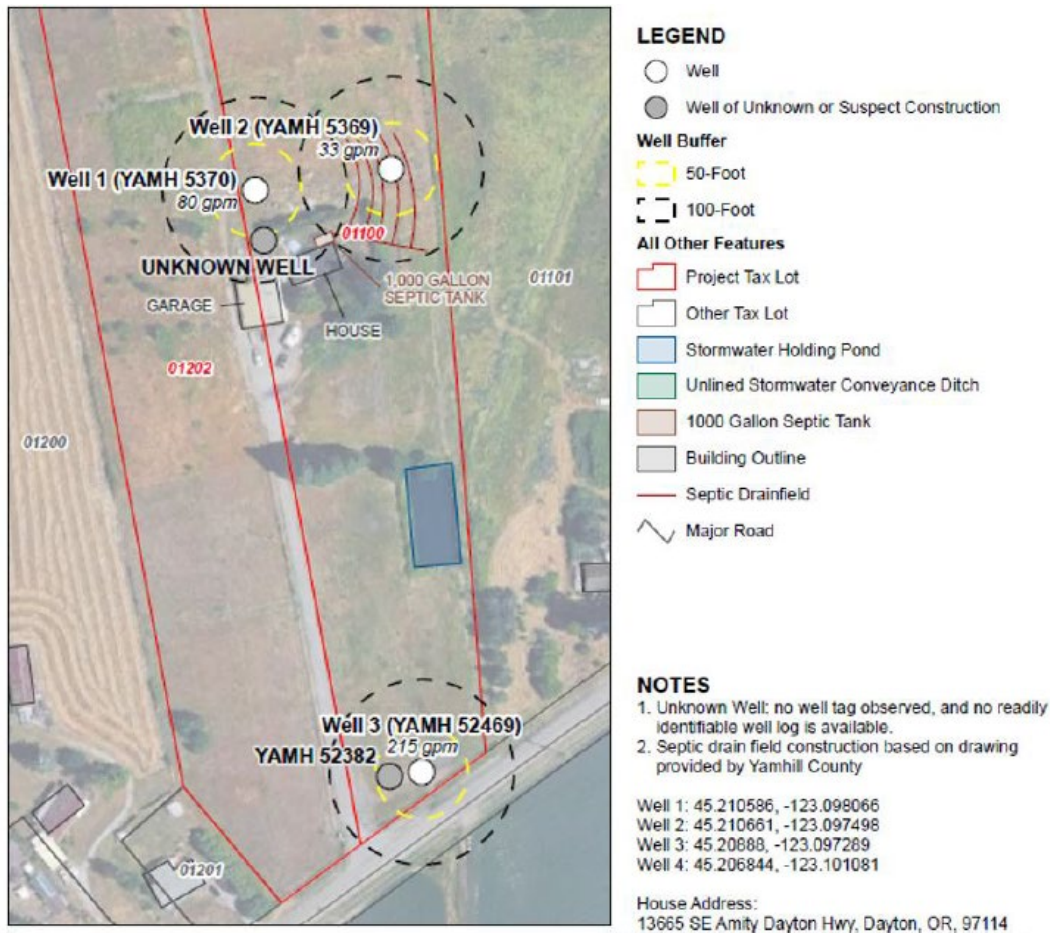 Well 2 (YAMH 5369)
33 gpm
Well 1 (YAMH 5370)
80 gpm
01100
UNKNOWN WELL
1,000 GALLON
SEPTIC TANK
01101
GARAGE
HOUSE
01202
01200
Well 3 (YAMH 52469)
215 gpm
YAMH 52382
01201
LEGEND
Well
Well of Unknown or Suspect Construction
Well Buffer
50-Foot
100-Foot
All Other Features
Project Tax Lot
Other Tax Lot
Stormwater Holding Pond
Unlined Stormwater Conveyance Ditch
1000 Gallon Septic Tank
Building Outline
Septic Drainfield
Major Road
NOTES
1. Unknown Well: no well tag observed, and no readily
identifiable well log is available.
2. Septic drain field construction based on drawing
provided by Yamhill County
Well 1: 45.210586, -123.098066
Well 2: 45.210661, -123.097498
Well 3: 45.20888, -123.097289
Well 4: 45.206844, -123.101081
House Address:
13665 SE Amity Dayton Hwy, Dayton, OR, 97114